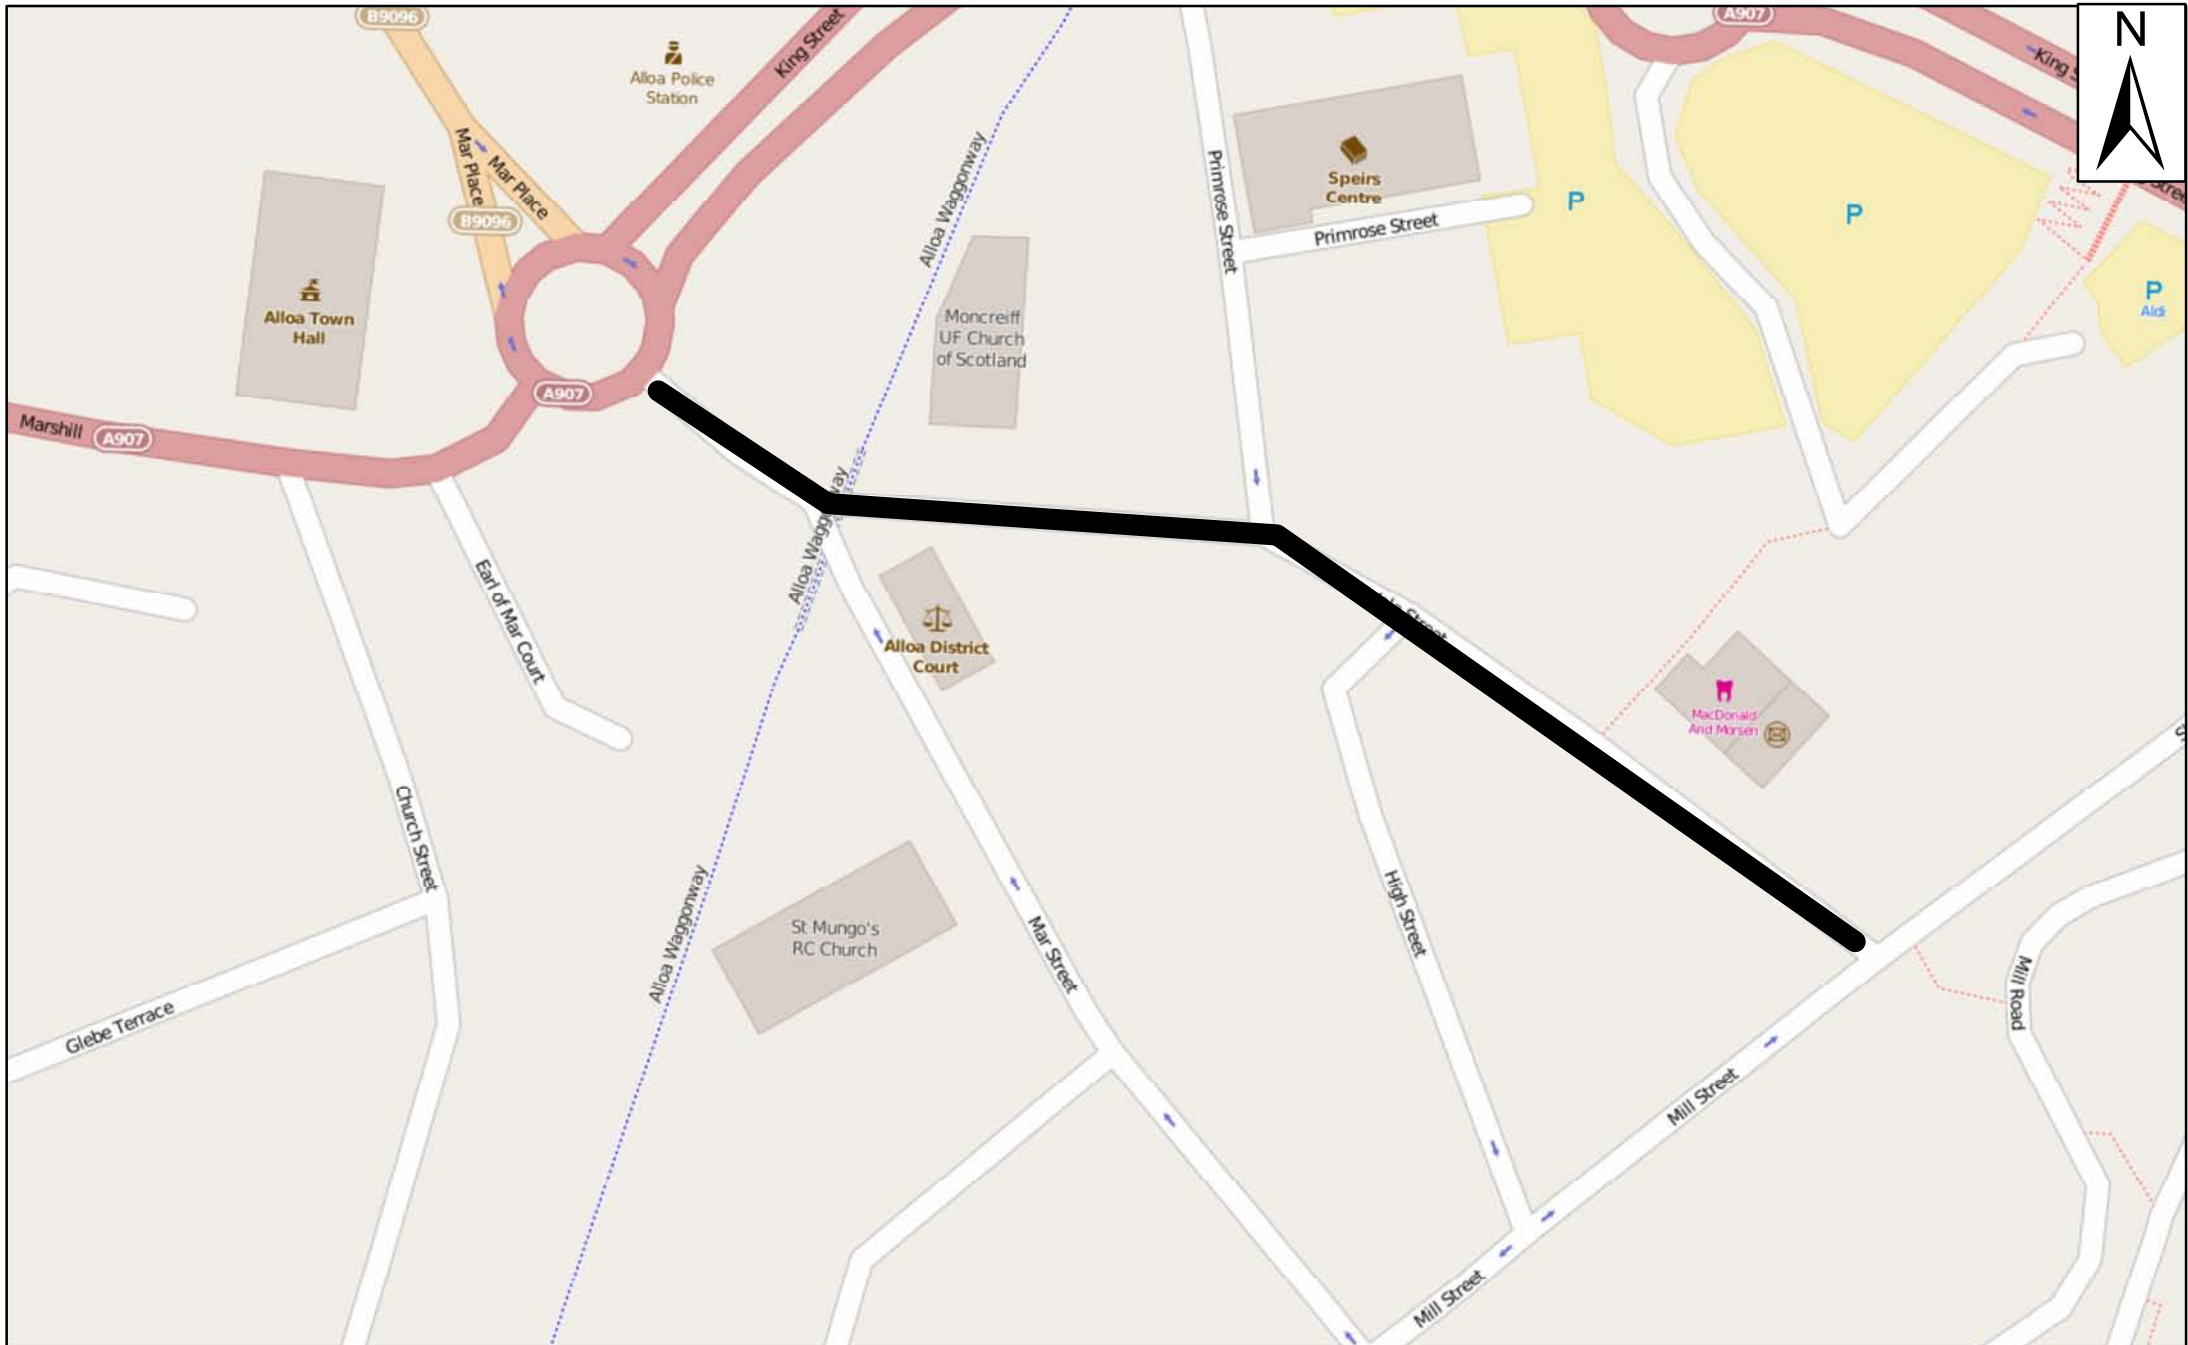 B9096
King Street
A907
King S
N
Alloa Police
Station
Mar Place
Mar Place
B9096
Alloa Waggonway
Primrose Street
Speirs
Centre
Primrose Street
P
P
P
Aldi
Alloa Town
Hall
Moncreiff
UF Church
of Scotland
A907
Marshill
A907
Alloa Waggonway
Earl of Mar Court
Street
Alloa District
Court
MacDonald
And Morsen
Church Street
High Street
Alloa Waggonway
St Mungo's
RC Church
Mar Street
Mill Road
Glebe Terrace
Mill Street
Mill Street